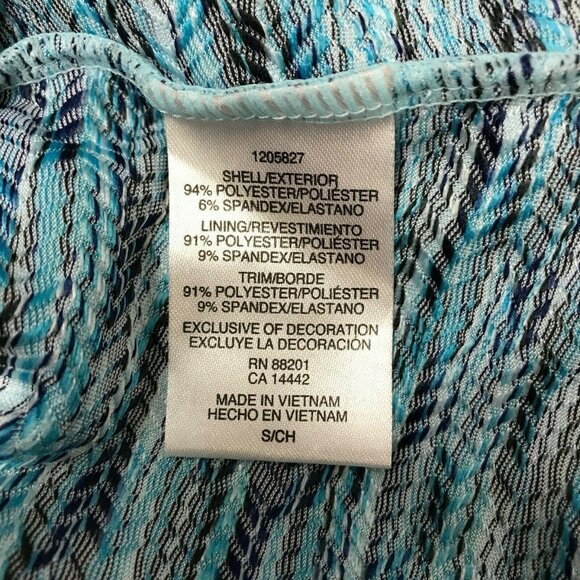 1205827
SHELL/EXTERIOR
94% POLYESTER/POLIÉSTER
6% SPANDEX/ELASTANO
LINING/REVESTIMIENTO
91% POLYESTER/POLIÉSTER
9% SPANDEX/ELASTANO
TRIM/BORDE
91% POLYESTER/POLIÉSTER
9% SPANDEX/ELASTANO
EXCLUSIVE OF DECORATION
EXCLUYE LA DECORACIÓN
RN 88201
CA 14442
MADE IN VIETNAM
HECHO EN VIETNAM
S/CH